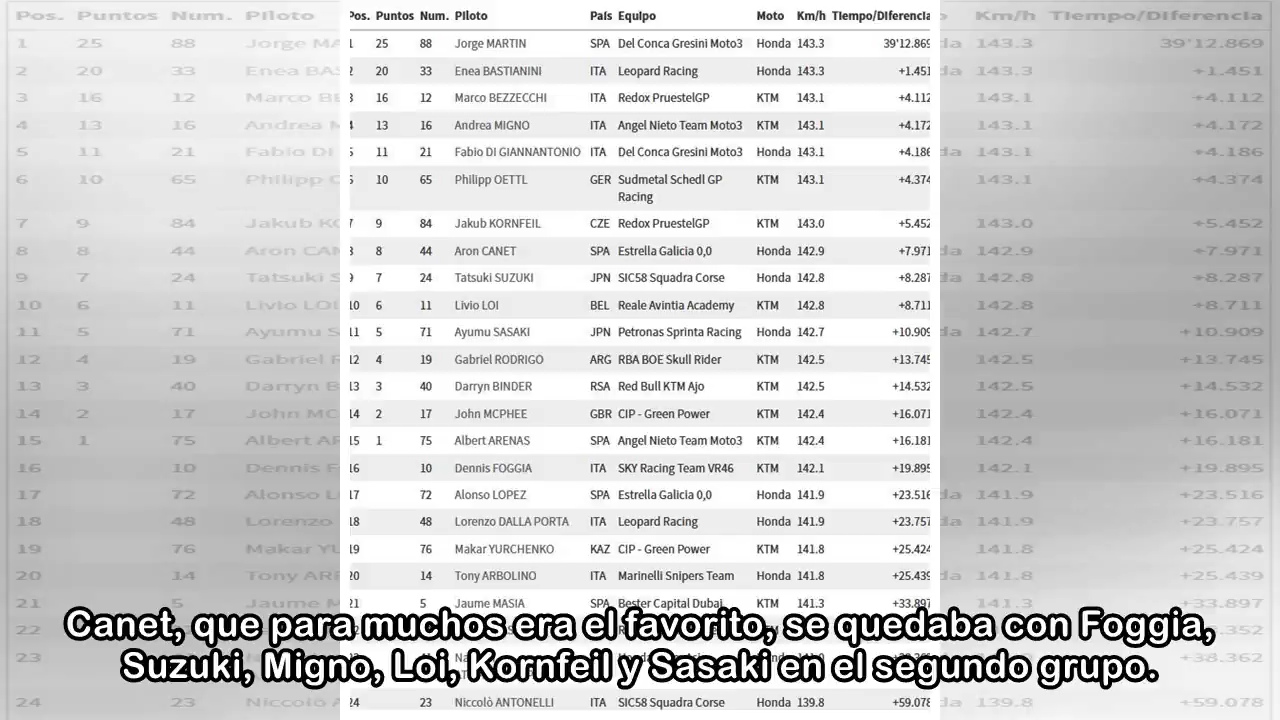 Pos. Puntos Num. Piloto País Equipo Moto Km/h Tiempo/Diferencia
1 25 88 Jorge MARTIN SPA Del Conca Gresini Moto3 Honda 143.3 39'12.869
2 20 33 Enea BASTIANINI ITA Leopard Racing Honda 143.3 +1.451
3 16 12 Marco BEZZECCHI ITA Redox PruestelGP KTM 143.1 +4.112
4 13 16 Andrea MIGNO ITA Angel Nieto Team Moto3 KTM 143.1 +4.172
5 11 21 Fabio DI GIANNANTONIO ITA Del Conca Gresini Moto3 Honda 143.1 +4.186
6 10 65 Philipp OETTL GER Sudmetal Schedl GP Racing KTM 143.1 +4.374
7 9 84 Jakub KORNFEIL CZE Redox PruestelGP KTM 143.0 +5.452
8 8 44 Aron CANET SPA Estrella Galicia 0,0 Honda 142.9 +7.971
9 7 24 Tatsuki SUZUKI JPN SIC58 Squadra Corse Honda 142.8 +8.287
10 6 11 Livio LOI BEL Reale Avintia Academy KTM 142.8 +8.711
11 5 71 Ayumu SASAKI JPN Petronas Sprinta Racing Honda 142.7 +10.909
12 4 19 Gabriel RODRIGO ARG RBA BOE Skull Rider KTM 142.5 +13.745
13 3 40 Darryn BINDER RSA Red Bull KTM Ajo KTM 142.5 +14.532
14 2 17 John MCPHEE GBR CIP - Green Power KTM 142.4 +16.071
15 1 75 Albert ARENAS SPA Angel Nieto Team Moto3 KTM 142.4 +16.181
16 10 Dennis FOGGIA ITA SKY Racing Team VR46 KTM 142.1 +19.895
17 72 Alonso LOPEZ SPA Estrella Galicia 0,0 Honda 141.9 +23.516
18 48 Lorenzo DALLA PORTA ITA Leopard Racing Honda 141.9 +23.757
19 76 Makar YURCHENKO KAZ CIP - Green Power KTM 141.8 +25.424
20 14 Tony ARBOLINO ITA Marinelli Snipers Team Honda 141.8 +25.439
21 5 Jaume MASIA SPA Bester Capital Dubai KTM 141.3 +33.897
Canet, que para muchos era el favorito, se quedaba con Foggia,
Suzuki, Migno, Loi, Kornfeil y Sasaki en el segundo grupo.
24 23 Niccolò ANTONELLI ITA SIC58 Squadra Corse Honda 139.8 +59.078